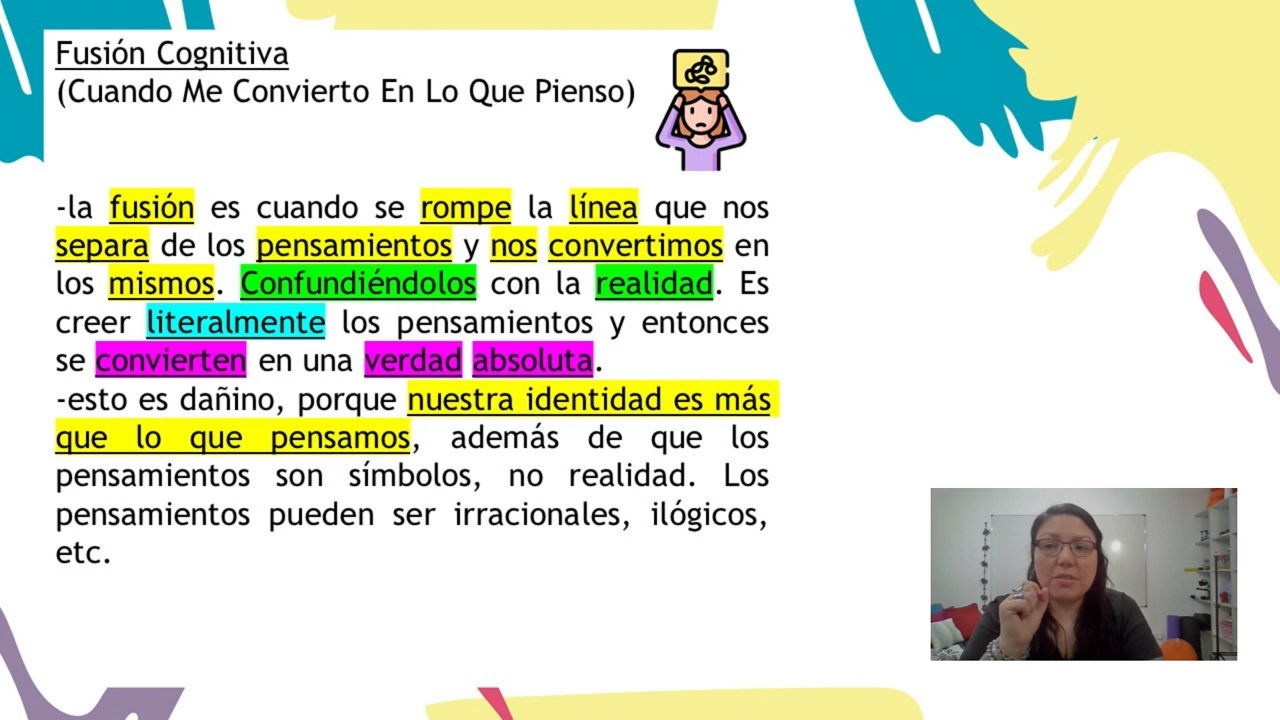 Fusión Cognitiva
(Cuando Me Convierto En Lo Que Pienso)
-la fusión es cuando se rompe la línea que nos
separa de los pensamientos y nos convertimos en
los mismos. Confundiéndolos con la realidad. Es
creer literalmente los pensamientos y entonces
se convierten en una verdad absoluta.
-esto es dañino, porque nuestra identidad es más
que lo que pensamos, además de que los
pensamientos son símbolos, no realidad. Los
pensamientos pueden ser irracionales, ilógicos,
etc.